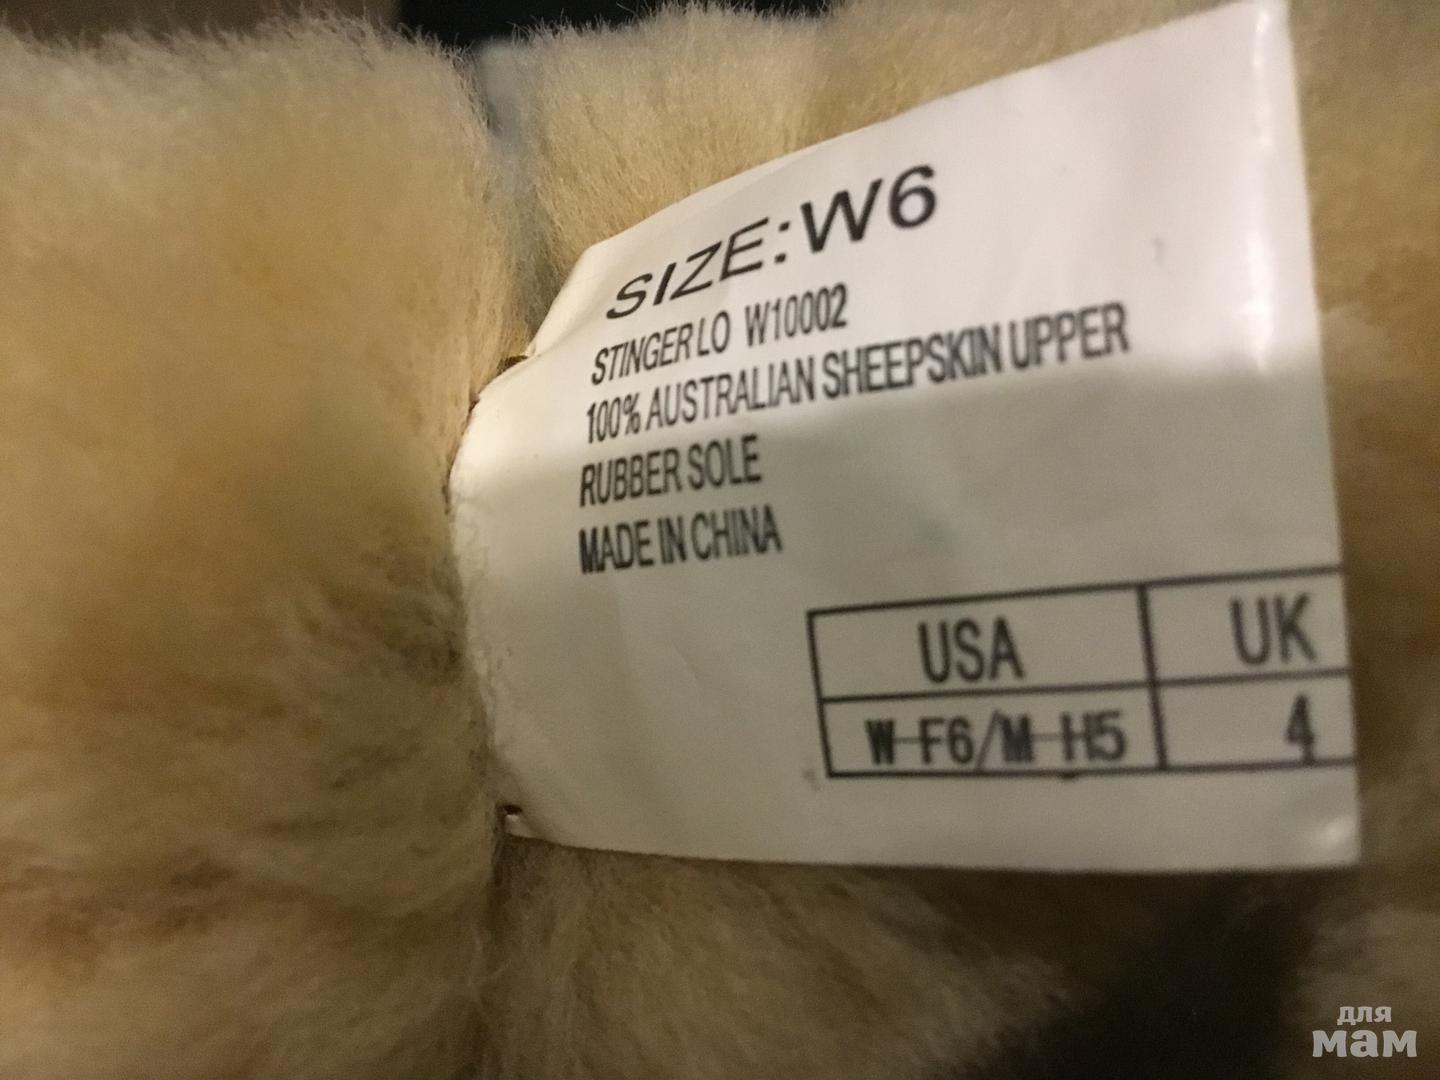 SIZE:W6
STINGER LO W10002
100% AUSTRALIAN SHEEPSKIN UPPER
RUBBER SOLE
MADE IN CHINA
USA UK
W-F6/M-H5 4
для
мам